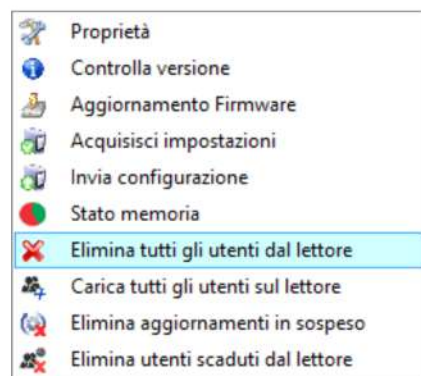 Proprietà
Controlla versione
Aggiornamento Firmware
Acquisisci impostazioni
Invia configurazione
Stato memoria
Elimina tutti gli utenti dal lettore
Carica tutti gli utenti sul lettore
Elimina aggiornamenti in sospeso
Elimina utenti scaduti dal lettore